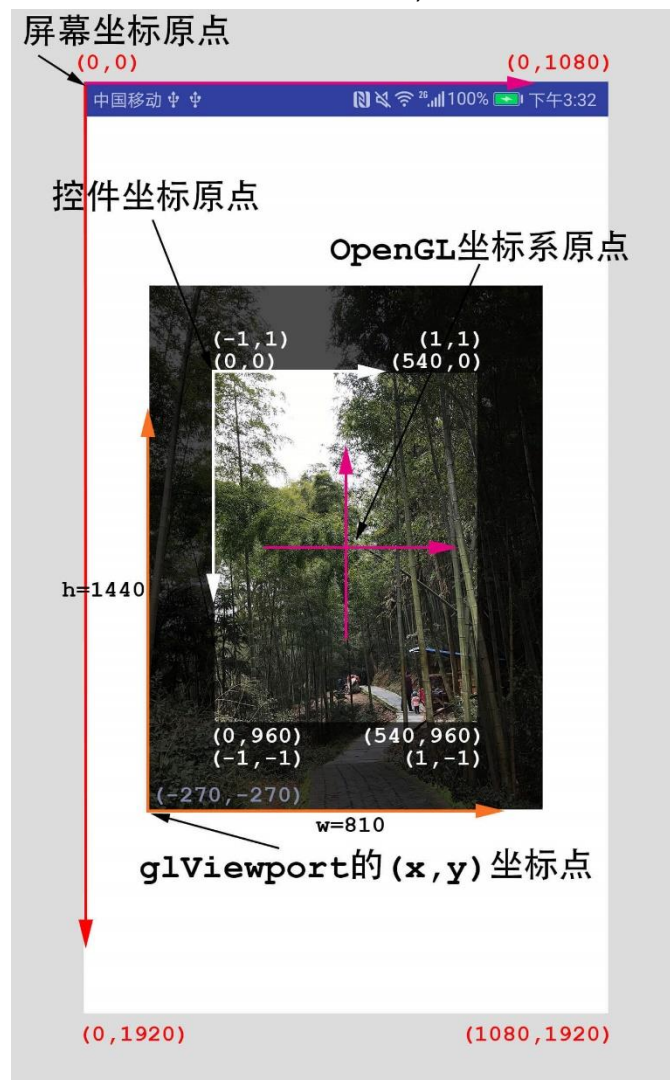 屏幕坐标原点
(0,0)
(0,1080)
中国移动
2G
100%
下午3:32
控件坐标原点
OpenGL坐标系原点
(-1,1)
(1,1)
(0,0)
(540,0)
h=1440
(0,960)
(540,960)
(-1,-1)
(1,-1)
(-270,-270)
w=810
glViewport的(x,y)坐标点
(0,1920)
(1080,1920)